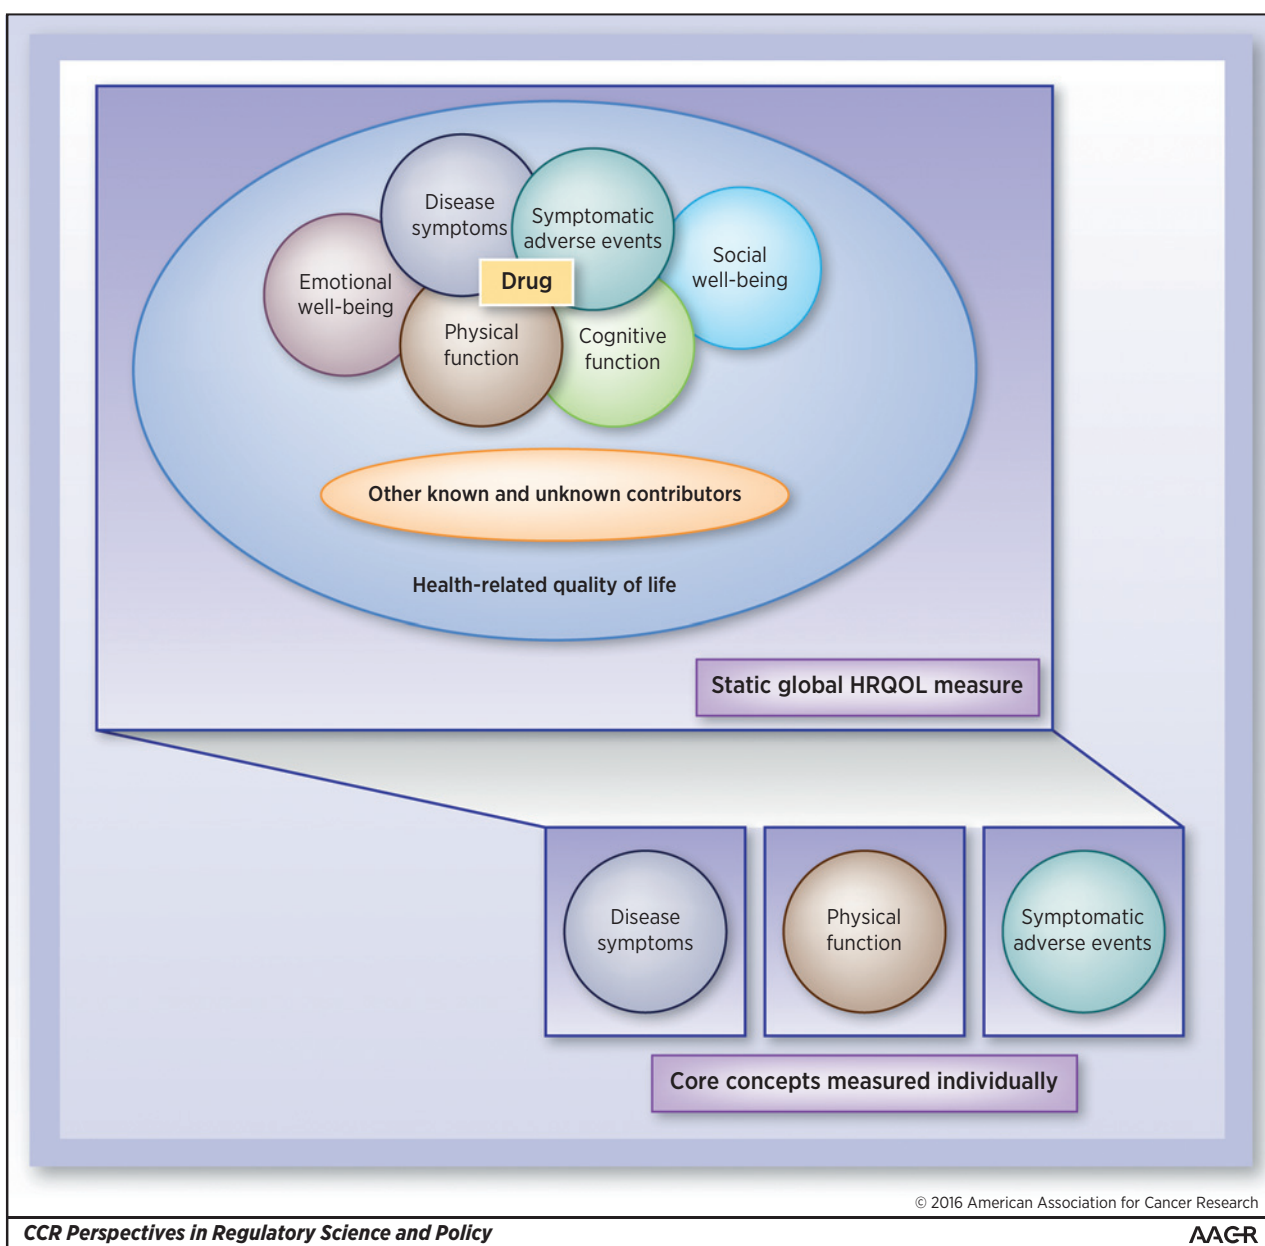 Disease
symptoms
Symptomatic
adverse events
Emotional
well-being
Social
well-being
Drug
Physical
function
Cognitive
function
Other known and unknown contributors
Health-related quality of life
Static global HRQOL measure
Disease
symptoms
Physical
function
Symptomatic
adverse events
Core concepts measured individually
© 2016 American Association for Cancer Research
CCR Perspectives in Regulatory Science and Policy
AACR